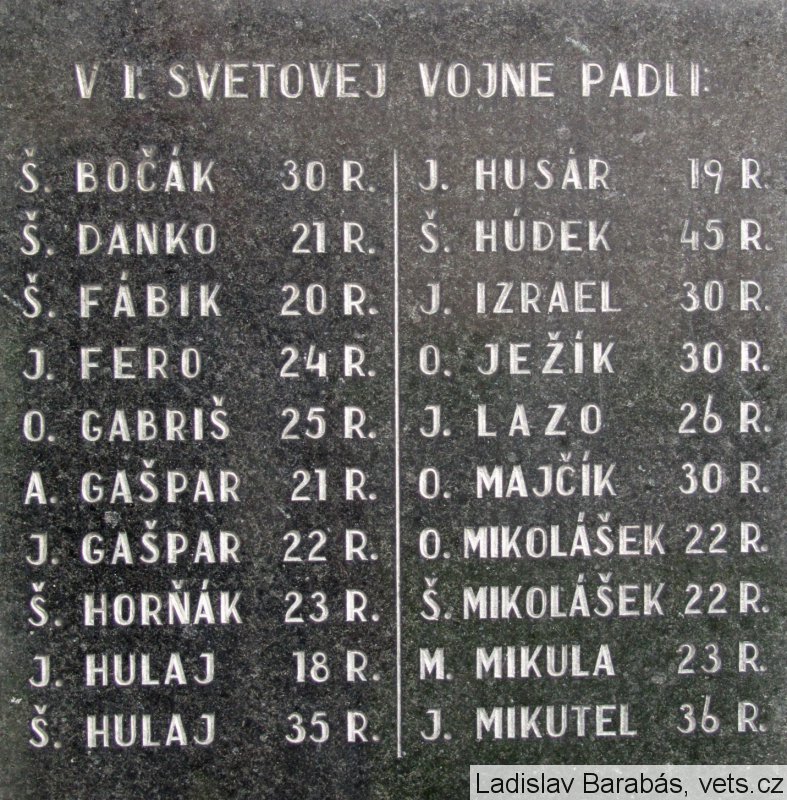 V I. SVETOVEJ VOJNE PADLI:
Š. BOČÁK 30 R.
Š. DANKO 21 R.
Š. FÁBIK 20 R.
J. FERO 24 R.
O. GABRIŠ 25 R.
A. GAŠPAR 21 R.
J. GAŠPAR 22 R.
Š. HORŇÁK 23 R.
J. HULAJ 18 R.
Š. HULAJ 35 R.
J. HUSÁR 19 R.
Š. HÚDEK 45 R.
J. IZRAEL 30 R.
O. JEŽÍK 30 R.
J. LAZO 26 R.
O. MAJČÍK 30 R.
O. MIKOLÁŠEK 22 R.
Š. MIKOLÁŠEK 22 R.
M. MIKULA 23 R.
J. MIKUTEL 36 R.
Ladislav Barabás, vets.cz